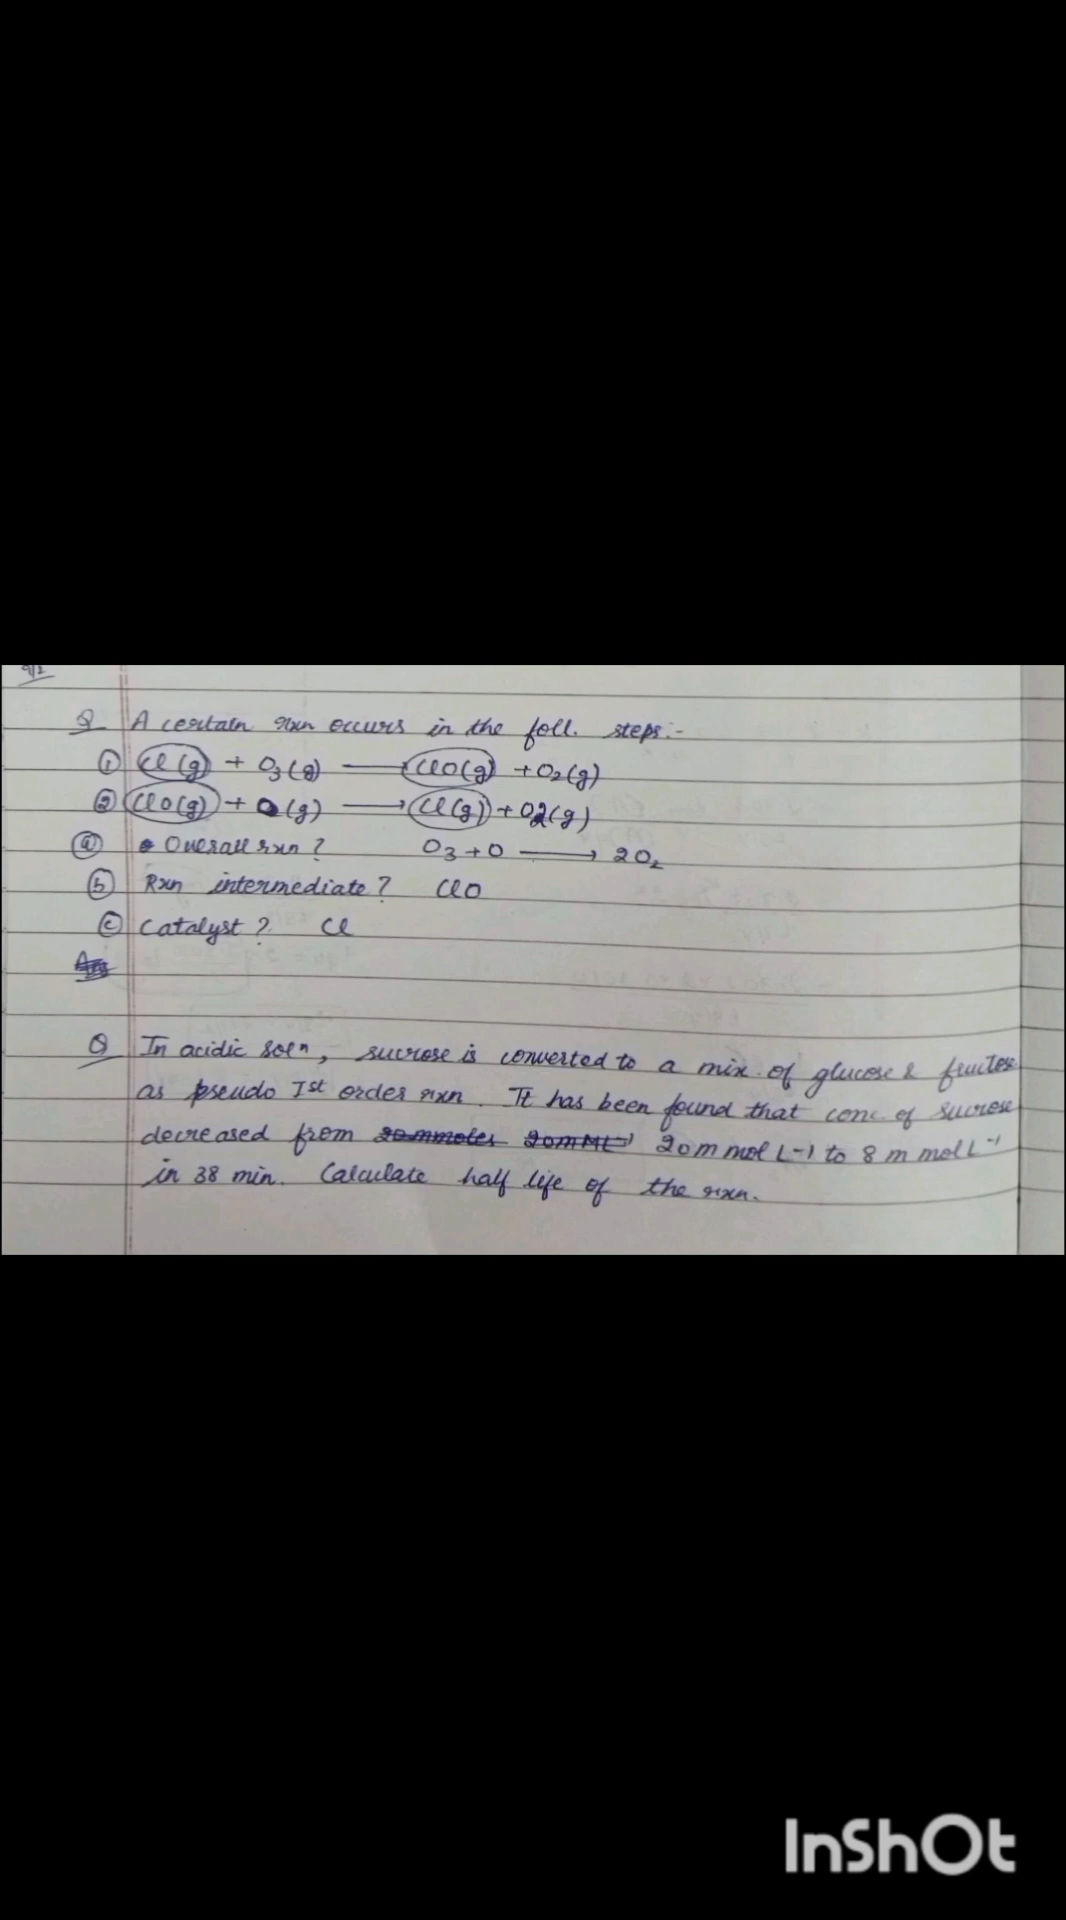 9/2
Q A certain rxn occurs in the foll. steps:-
① Cl(g) + O₃(g) ⟶ ClO(g) + O₂(g)
② ClO(g) + O(g) ⟶ Cl(g) + O2(g)
ⓐ Overall rxn? O₃ + O ⟶ 2O₂
ⓑ Rxn intermediate? ClO
ⓒ Catalyst? Cl
Q In acidic solⁿ, sucrose is converted to a mix. of glucose &
as pseudo Ist order rxn. It has been found that conc of sucrose
decreased from 20mmoles 20 m mol L⁻¹ to 8 m mol L⁻¹
in 38 min. Calculate half life of the rxn.
InShOt